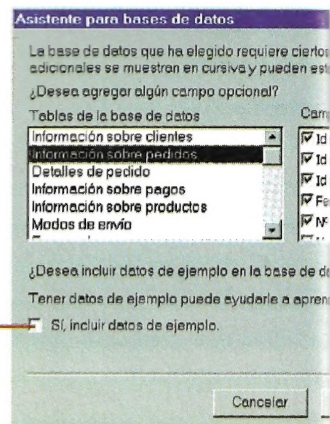 Asistente para bases de datos
La base de datos que ha elegido requiere ciertos
adicionales se muestran en cursiva y pueden est
¿Desea agregar algún campo opcional?
Tablas de la base de datos
Cam
Información sobre clientes
Id
Información sobre pedidos
Id
Detalles de pedido
Id
Información sobre pagos
Fe
Información sobre productos
Nº
Modos de envío
¿Desea incluir datos de ejemplo en la base de d
Tener datos de ejemplo puede ayudarle a apren
Sí, incluir datos de ejemplo.
Cancelar